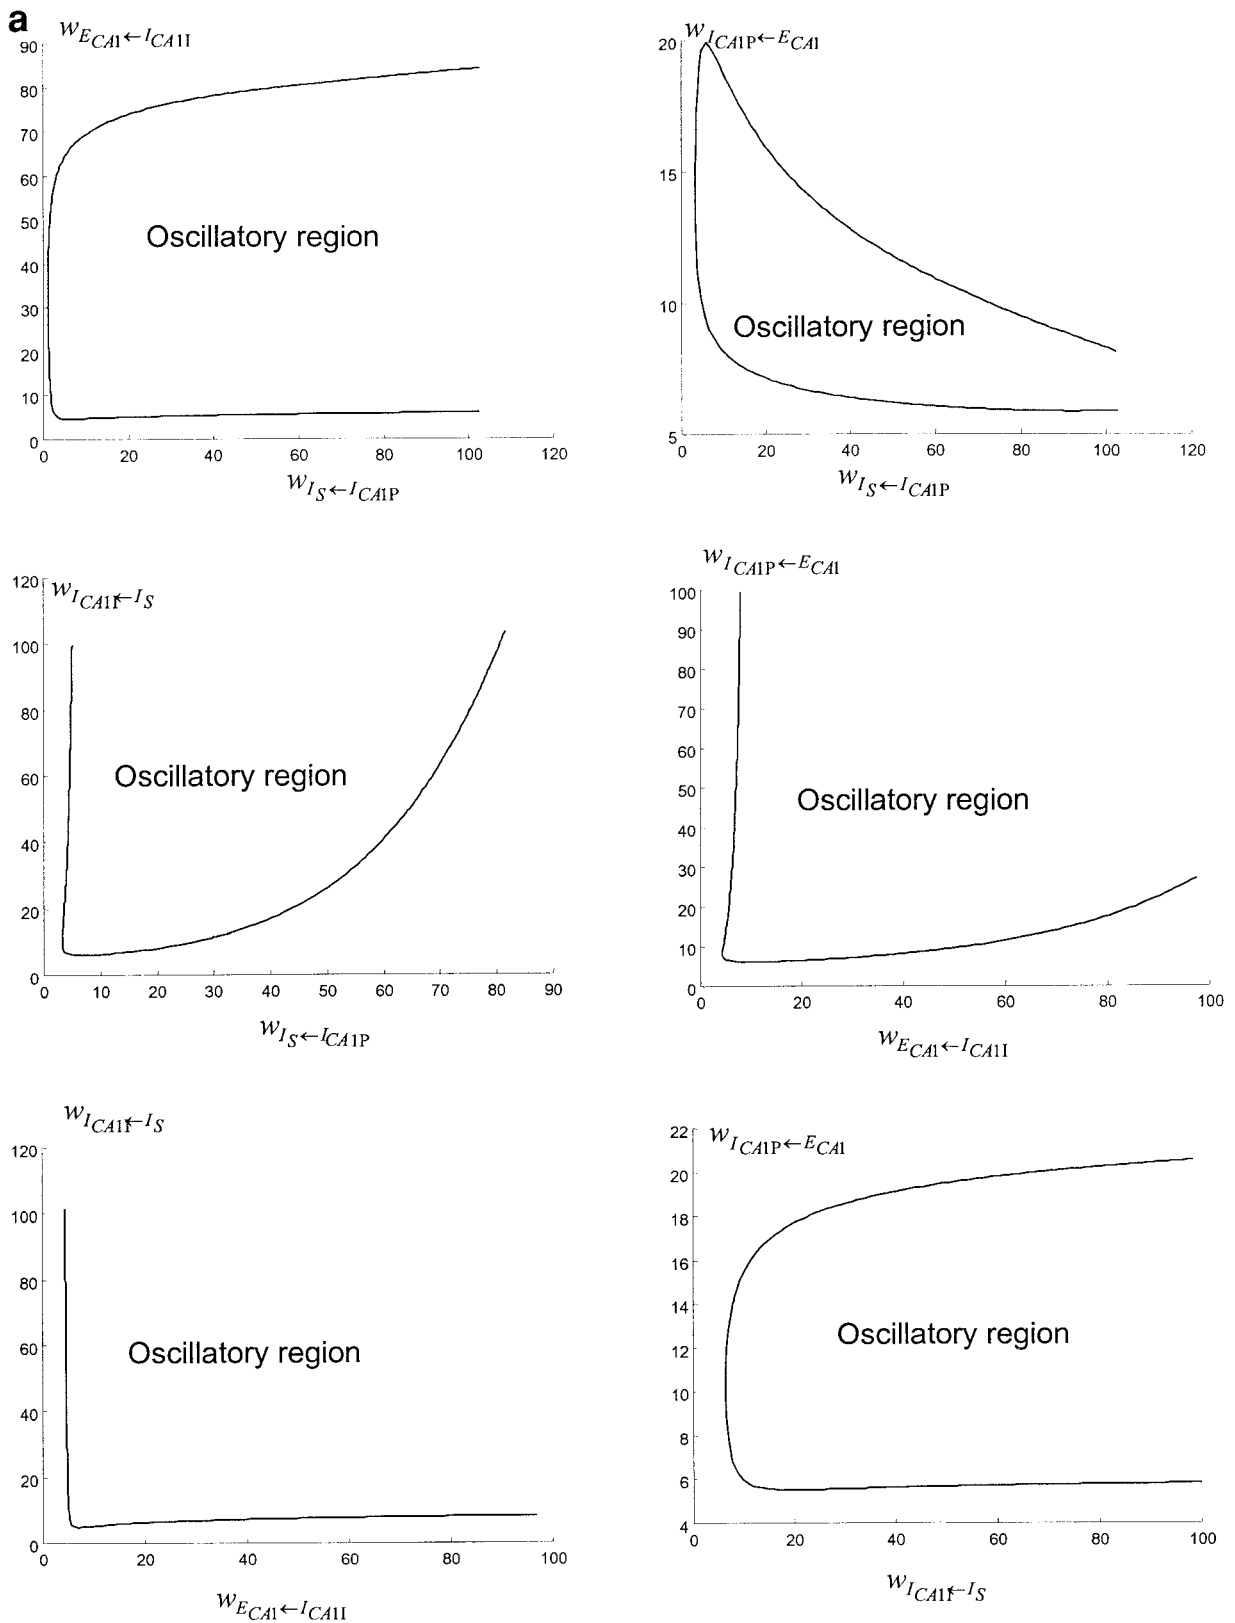 a
w_{E_{CA1} ← I_{CA1I}}
90
80
70
60
50
40
30
20
10
0
Oscillatory region
0 20 40 60 80 100 120
w_{I_S ← I_{CA1P}}
w_{I_{CA1P} ← E_{CA1}}
20
15
10
5
Oscillatory region
0 20 40 60 80 100 120
w_{I_S ← I_{CA1P}}
w_{I_{CA1I} ← I_S}
120
100
80
60
40
20
0
Oscillatory region
0 10 20 30 40 50 60 70 80 90
w_{I_S ← I_{CA1P}}
w_{I_{CA1P} ← E_{CA1}}
100
90
80
70
60
50
40
30
20
10
0
Oscillatory region
0 20 40 60 80 100
w_{E_{CA1} ← I_{CA1I}}
w_{I_{CA1I} ← I_S}
120
100
80
60
40
20
0
Oscillatory region
0 20 40 60 80 100
w_{E_{CA1} ← I_{CA1I}}
w_{I_{CA1P} ← E_{CA1}}
22
20
18
16
14
12
10
8
6
4
Oscillatory region
0 20 40 60 80 100
w_{I_{CA1I} ← I_S}